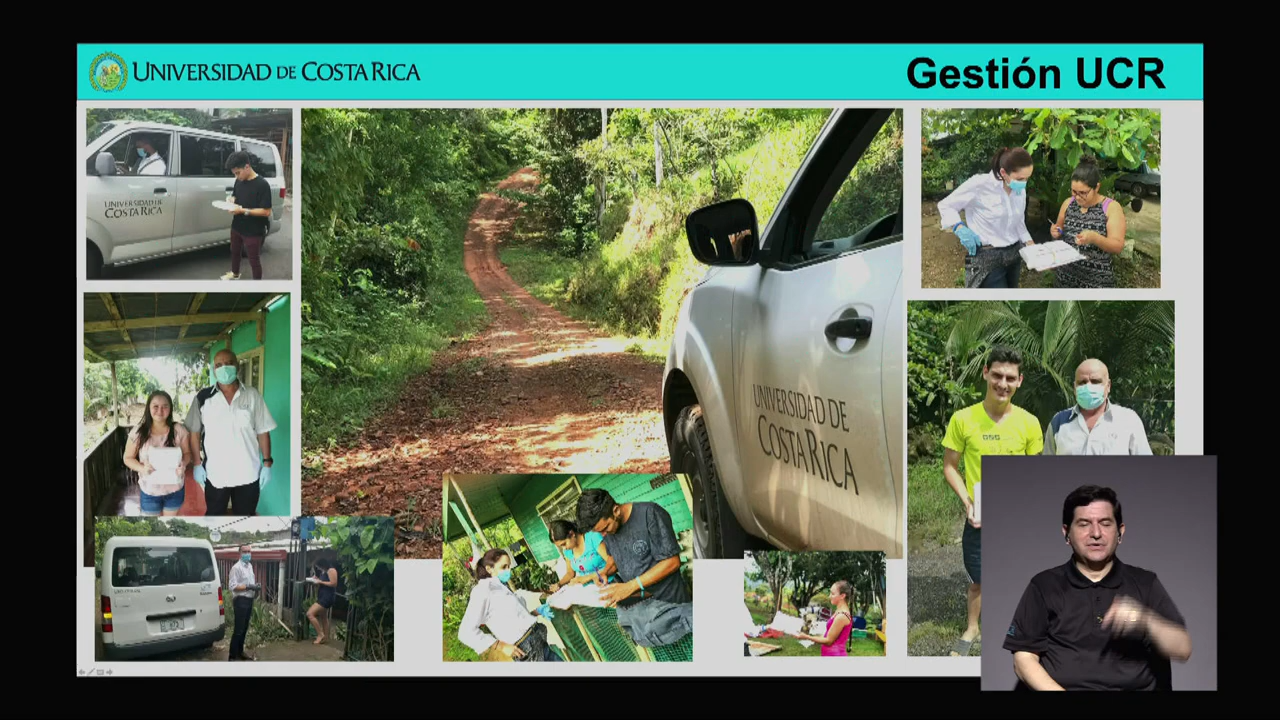 UNIVERSIDAD DE COSTA RICA
Gestión UCR
UNIVERSIDAD DE
COSTA RICA
UNIVERSIDAD DE
COSTA RICA